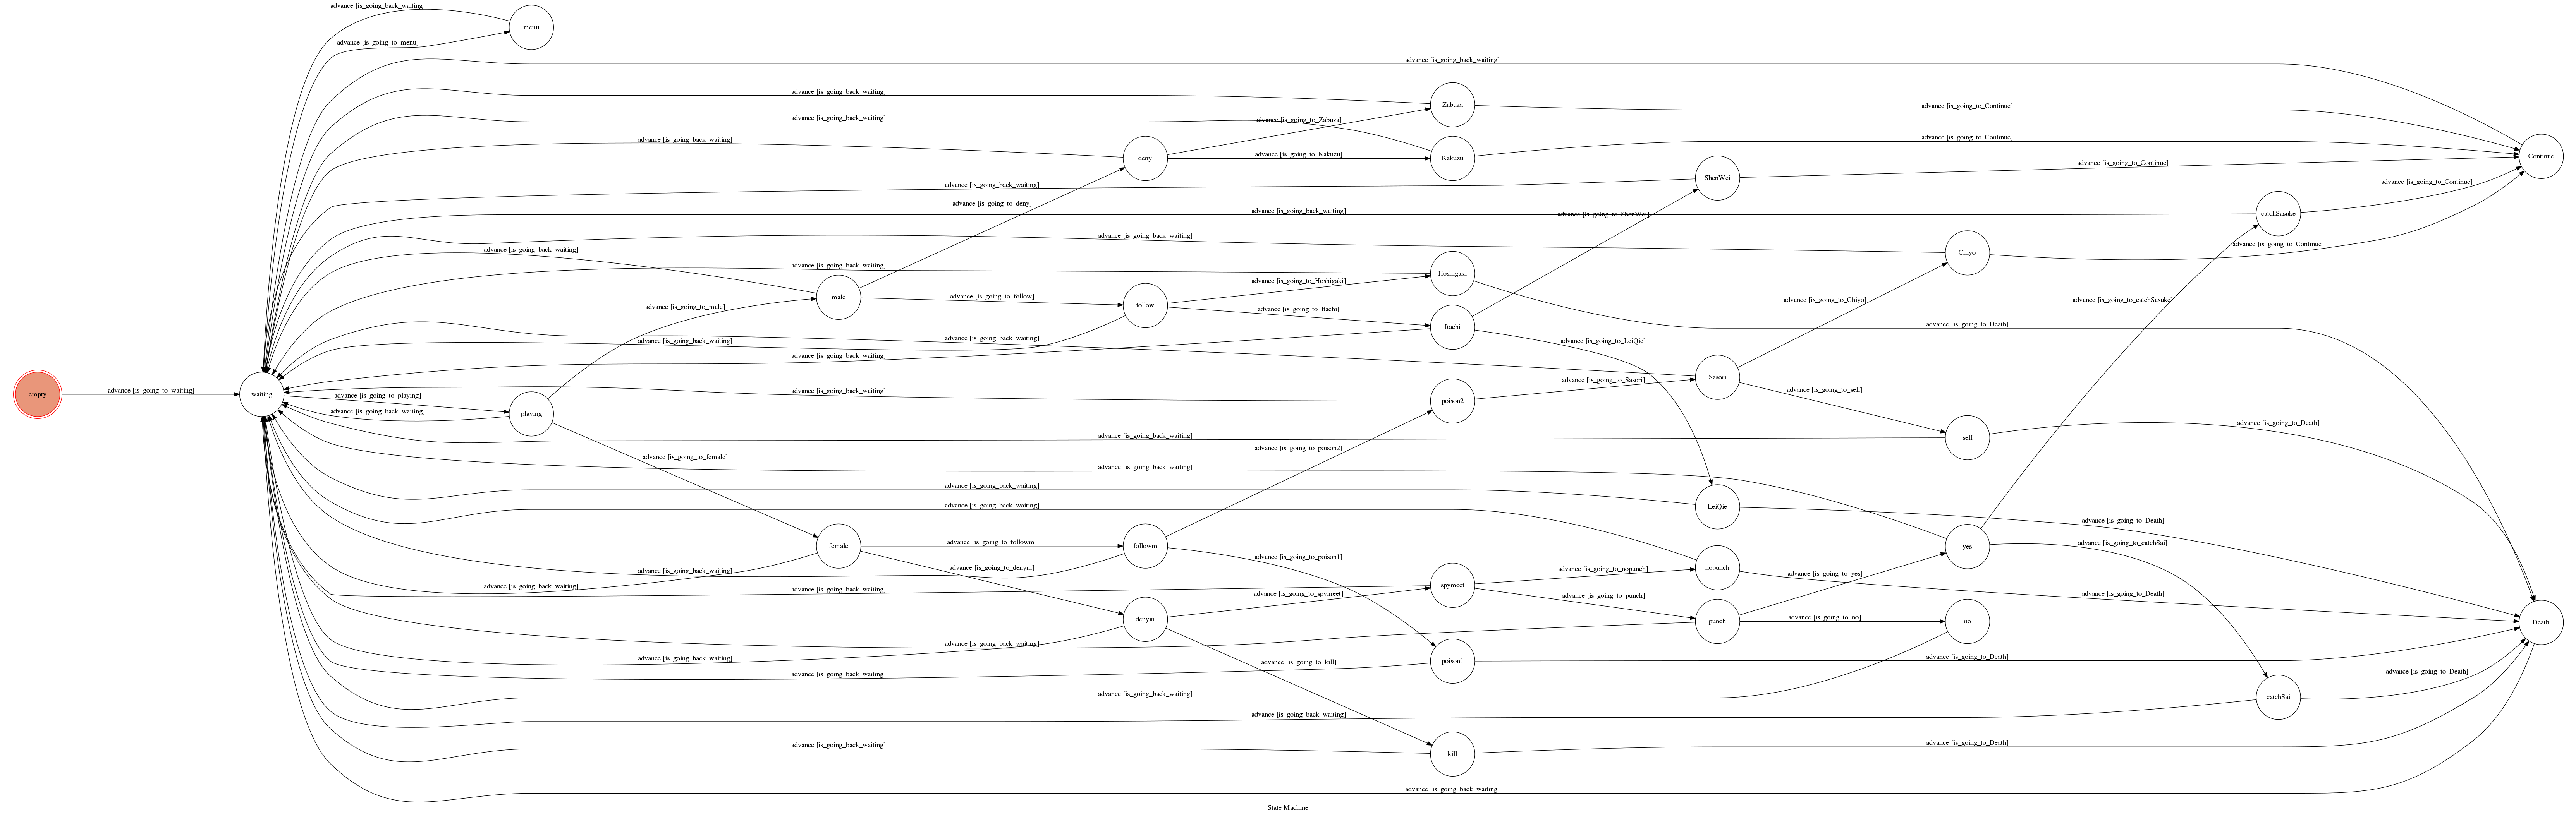 advance [is_going_back_waiting]
menu
advance [is_going_to_menu]
advance [is_going_back_waiting]
advance [is_going_back_waiting]
Zabuza
advance [is_going_to_Continue]
advance [is_going_back_waiting]
advance [is_going_to_Zabuza]
advance [is_going_back_waiting]
advance [is_going_to_Continue]
deny
advance [is_going_to_Kakuzu]
Kakuzu
Continue
advance [is_going_to_Continue]
advance [is_going_back_waiting]
ShenWei
advance [is_going_to_Continue]
advance [is_going_to_deny]
advance [is_going_back_waiting]
advance [is_going_to_ShenWei]
catchSasuke
advance [is_going_back_waiting]
advance [is_going_to_Continue]
advance [is_going_back_waiting]
Chiyo
advance [is_going_back_waiting]
Hoshigaki
advance [is_going_to_Hoshigaki]
male
advance [is_going_to_follow]
advance [is_going_to_male]
follow
advance [is_going_to_Itachi]
advance [is_going_to_Chiyo]
advance [is_going_to_catchSasuke]
Itachi
advance [is_going_to_Death]
advance [is_going_back_waiting]
advance [is_going_back_waiting]
advance [is_going_to_LeiQie]
advance [is_going_back_waiting]
Sasori
advance [is_going_to_Sasori]
empty
advance [is_going_to_waiting]
waiting
advance [is_going_to_playing]
advance [is_going_back_waiting]
advance [is_going_to_self]
poison2
advance [is_going_back_waiting]
playing
advance [is_going_back_waiting]
self
advance [is_going_to_Death]
advance [is_going_to_poison2]
advance [is_going_to_female]
advance [is_going_back_waiting]
advance [is_going_back_waiting]
advance [is_going_back_waiting]
LeiQie
advance [is_going_to_Death]
female
advance [is_going_to_followm]
followm
yes
advance [is_going_to_catchSai]
advance [is_going_to_poison1]
advance [is_going_to_denym]
advance [is_going_back_waiting]
advance [is_going_to_nopunch]
nopunch
advance [is_going_to_yes]
advance [is_going_back_waiting]
advance [is_going_back_waiting]
spymeet
advance [is_going_to_spymeet]
advance [is_going_to_punch]
advance [is_going_to_Death]
denym
punch
advance [is_going_to_no]
no
Death
advance [is_going_back_waiting]
advance [is_going_back_waiting]
advance [is_going_to_kill]
poison1
advance [is_going_to_Death]
advance [is_going_back_waiting]
advance [is_going_to_Death]
advance [is_going_back_waiting]
catchSai
advance [is_going_back_waiting]
advance [is_going_back_waiting]
kill
advance [is_going_to_Death]
advance [is_going_back_waiting]
State Machine